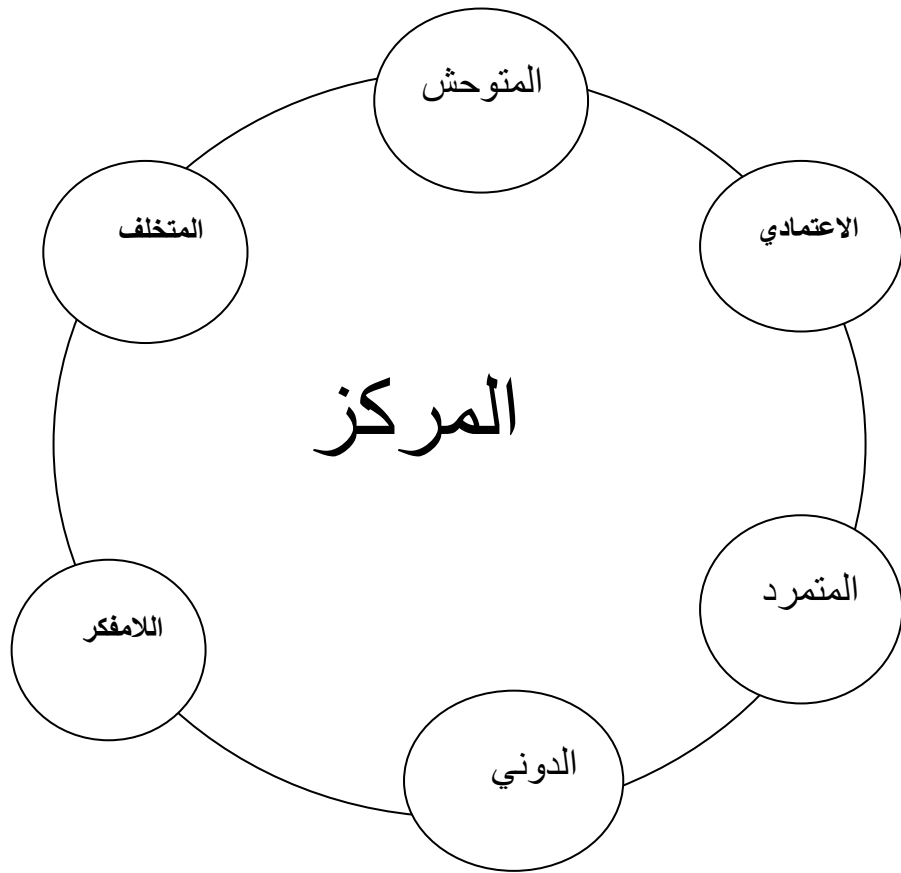 المتوحش
الاعتمادي
المتخلف
المركز
المتمرد
اللامفكر
الدوني